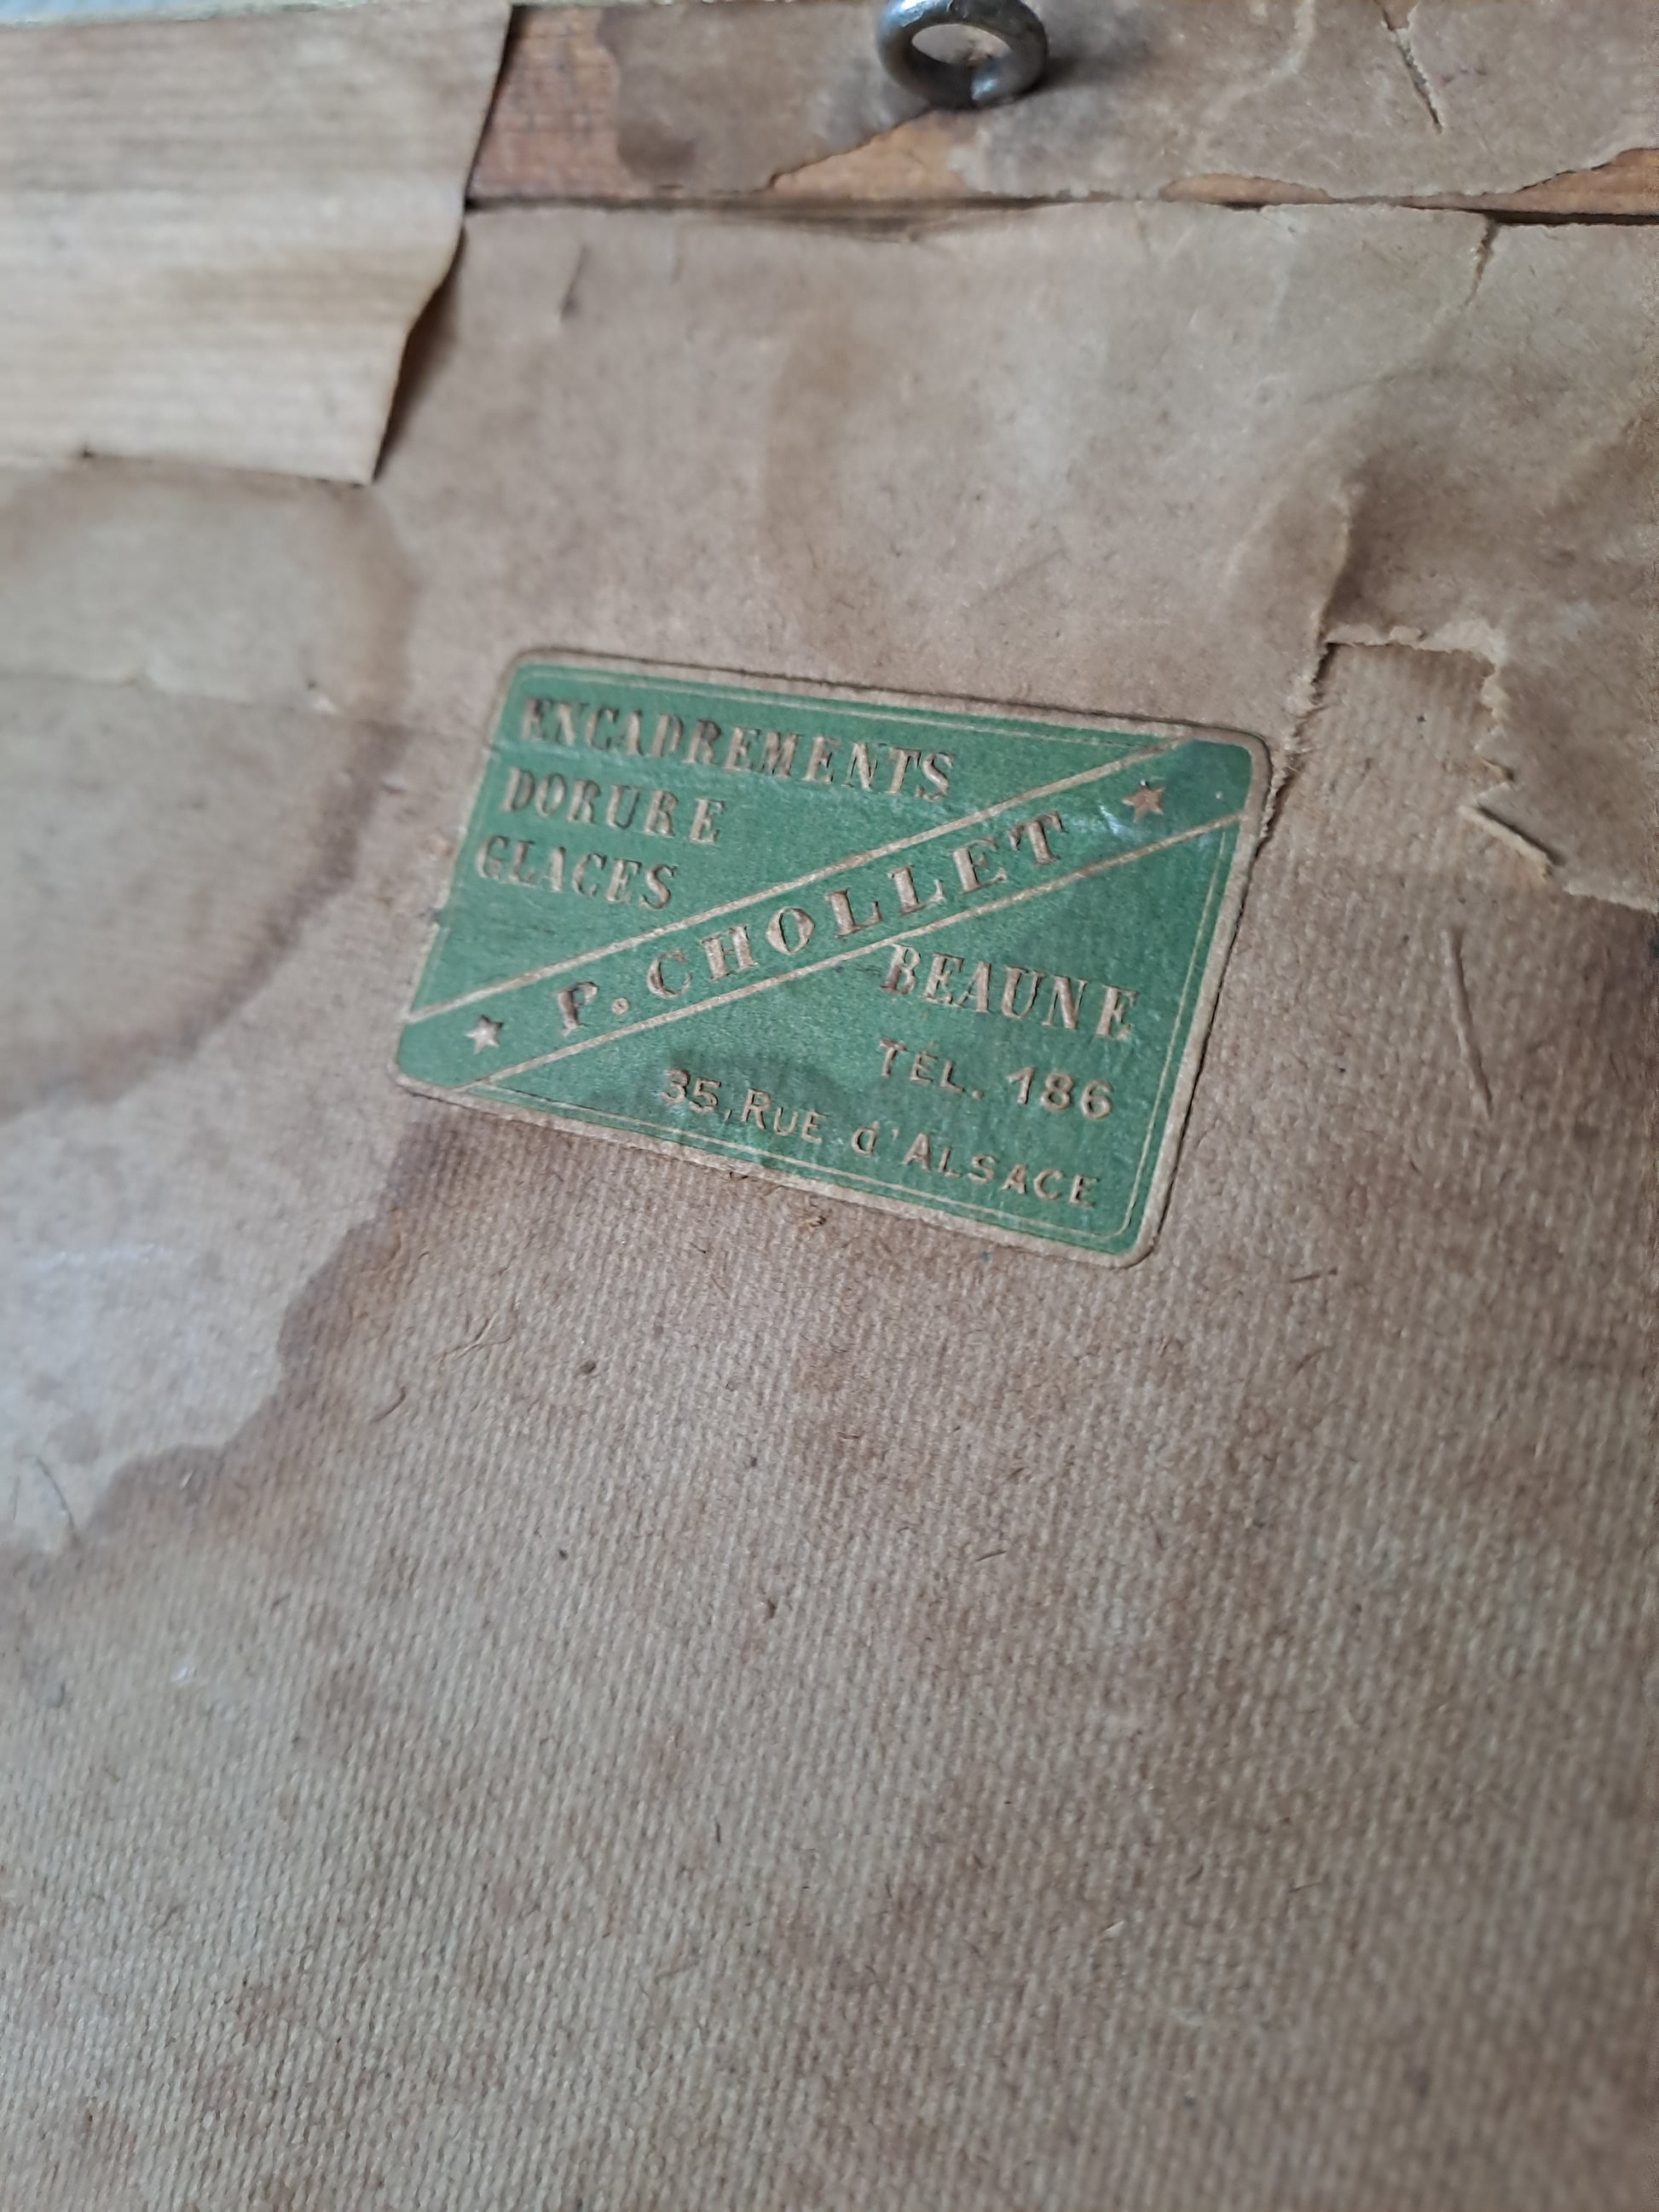 ENCADREMENTS
DORURE
GLACES
P. CHOLLET
BEAUNE
TÉL. 186
35, RUE d'ALSACE